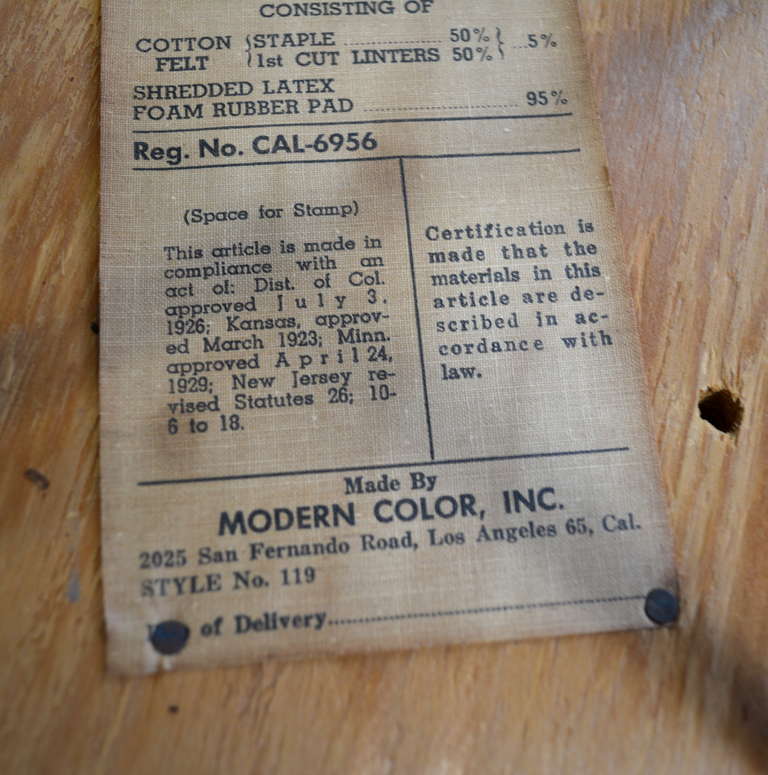 CONSISTING OF
COTTON { STAPLE .......... 50% } ...5%
FELT { 1st CUT LINTERS 50% }
SHREDDED LATEX
FOAM RUBBER PAD .......... 95%
Reg. No. CAL-6956
(Space for Stamp)
This article is made in
compliance with an
act of: Dist. of Col.
approved July 3,
1926; Kansas, approv-
ed March 1923; Minn.
approved April 24,
1929; New Jersey re-
vised Statutes 26; 10-
6 to 18.
Certification is
made that the
materials in this
article are de-
scribed in ac-
cordance with
law.
Made By
MODERN COLOR, INC.
2025 San Fernando Road, Los Angeles 65, Cal.
STYLE No. 119
of Delivery..........